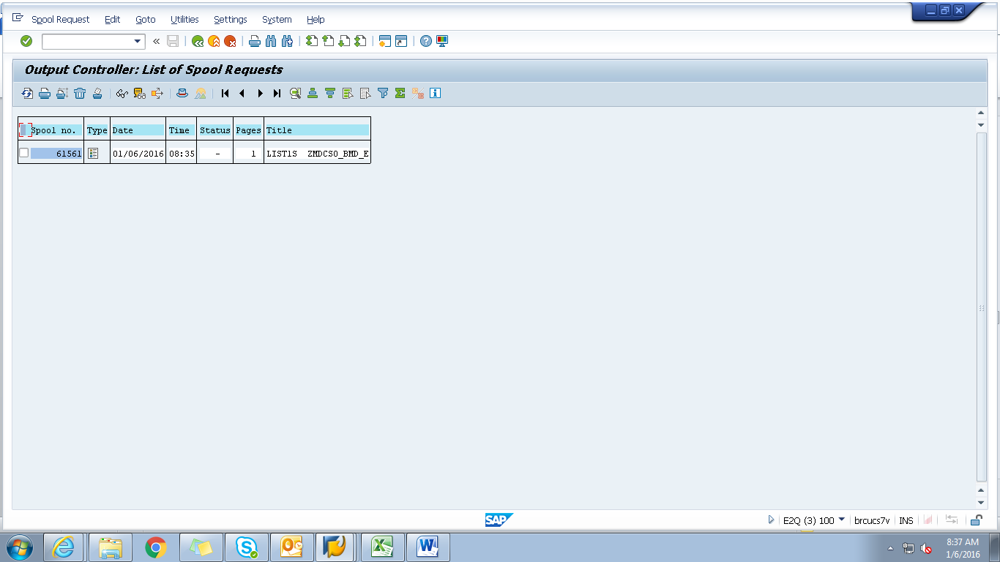 Spool Request Edit Goto Utilities Settings System Help
Output Controller: List of Spool Requests
Spool no. Type Date Time Status Pages Title
61561 01/06/2016 08:35 - 1 LIST1S ZMDCSO_BMD_E
SAP
E2Q (3) 100 brcucs7v INS
8:37 AM
1/6/2016